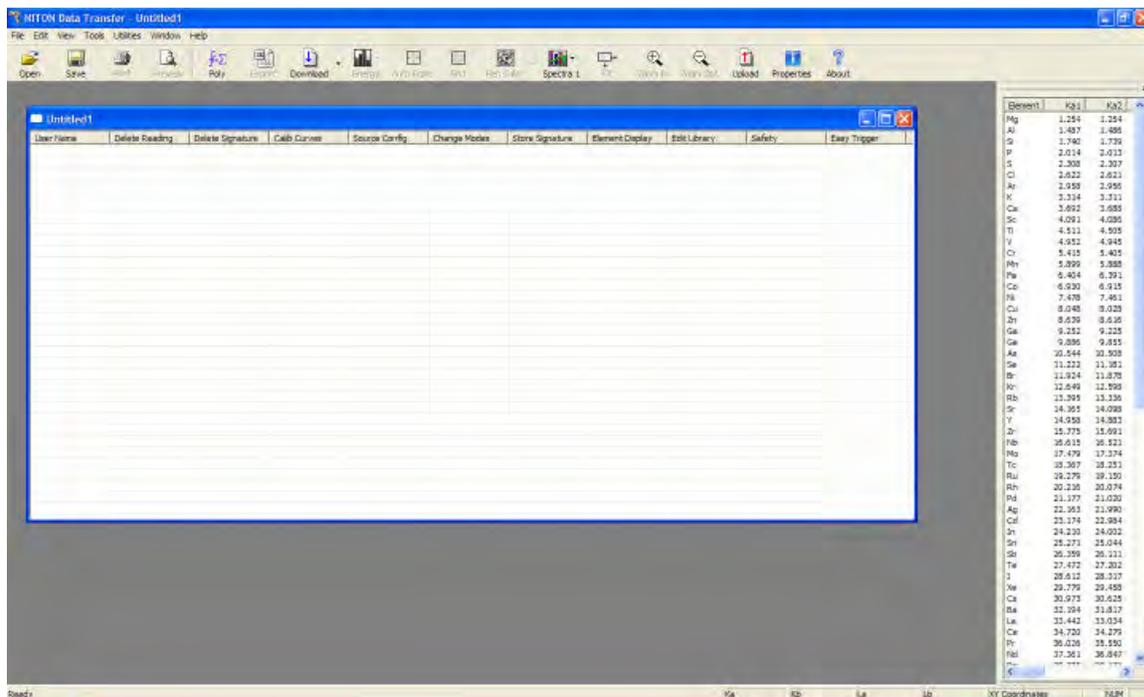 NITON Data Transfer - Untitled1
File Edit View Tools Utilities Window Help
Open Save Print Preview Poly Export Download Energy Auto Scale Grid Spectra 1 Fit Zoom In Zoom Out Upload Properties About
Untitled1
User Name Delete Reading Delete Signature Calib Curves Source Config Change Modes Store Signature Element Display Edit Library Safety Easy Trigger
Element Ka1 Ka2
Mg 1.254 1.254
Al 1.487 1.486
Si 1.740 1.739
P 2.014 2.013
S 2.308 2.307
Cl 2.622 2.621
Ar 2.958 2.956
K 3.314 3.311
Ca 3.692 3.688
Sc 4.091 4.086
Ti 4.511 4.505
V 4.952 4.945
Cr 5.415 5.405
Mn 5.899 5.888
Fe 6.404 6.391
Co 6.930 6.915
Ni 7.478 7.461
Cu 8.048 8.028
Zn 8.639 8.616
Ga 9.252 9.225
Ge 9.886 9.855
As 10.544 10.508
Se 11.222 11.181
Br 11.924 11.878
Kr 12.649 12.598
Rb 13.395 13.336
Sr 14.165 14.098
Y 14.958 14.883
Zr 15.775 15.691
Nb 16.615 16.521
Mo 17.479 17.374
Tc 18.367 18.251
Ru 19.279 19.150
Rh 20.216 20.074
Pd 21.177 21.020
Ag 22.163 21.990
Cd 23.174 22.984
In 24.210 24.002
Sn 25.271 25.044
Sb 26.359 26.111
Te 27.472 27.202
I 28.612 28.317
Xe 29.779 29.458
Cs 30.973 30.625
Ba 32.194 31.817
La 33.442 33.034
Ce 34.720 34.279
Pr 36.026 35.550
Nd 37.361 36.847
Ready Ka Kb La Lb XY Coordinates NUM